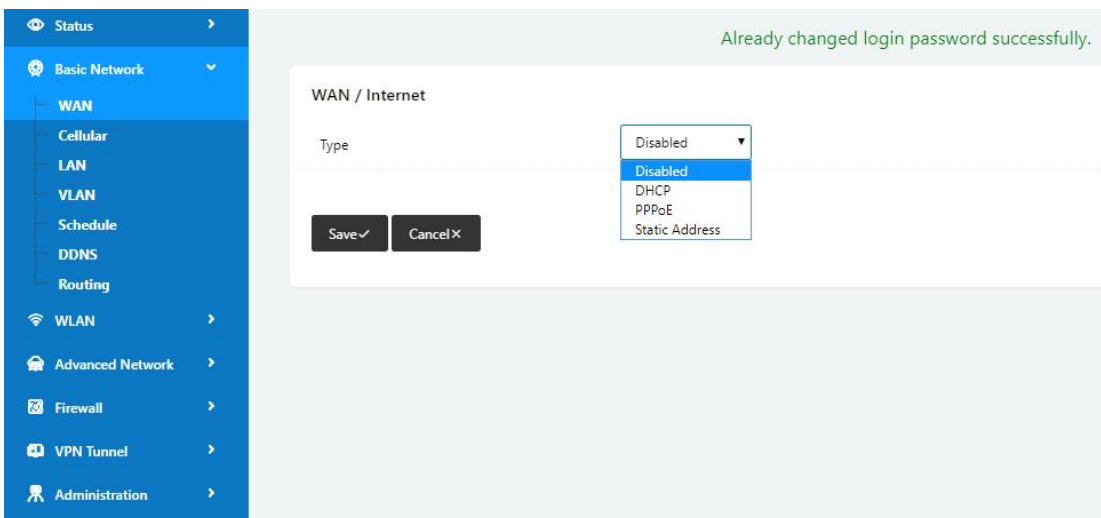 Status
Basic Network
WAN
Cellular
LAN
VLAN
Schedule
DDNS
Routing
WLAN
Advanced Network
Firewall
VPN Tunnel
Administration
Already changed login password successfully.
WAN / Internet
Type
Disabled
Disabled
DHCP
PPPoE
Static Address
Save✓ Cancel×